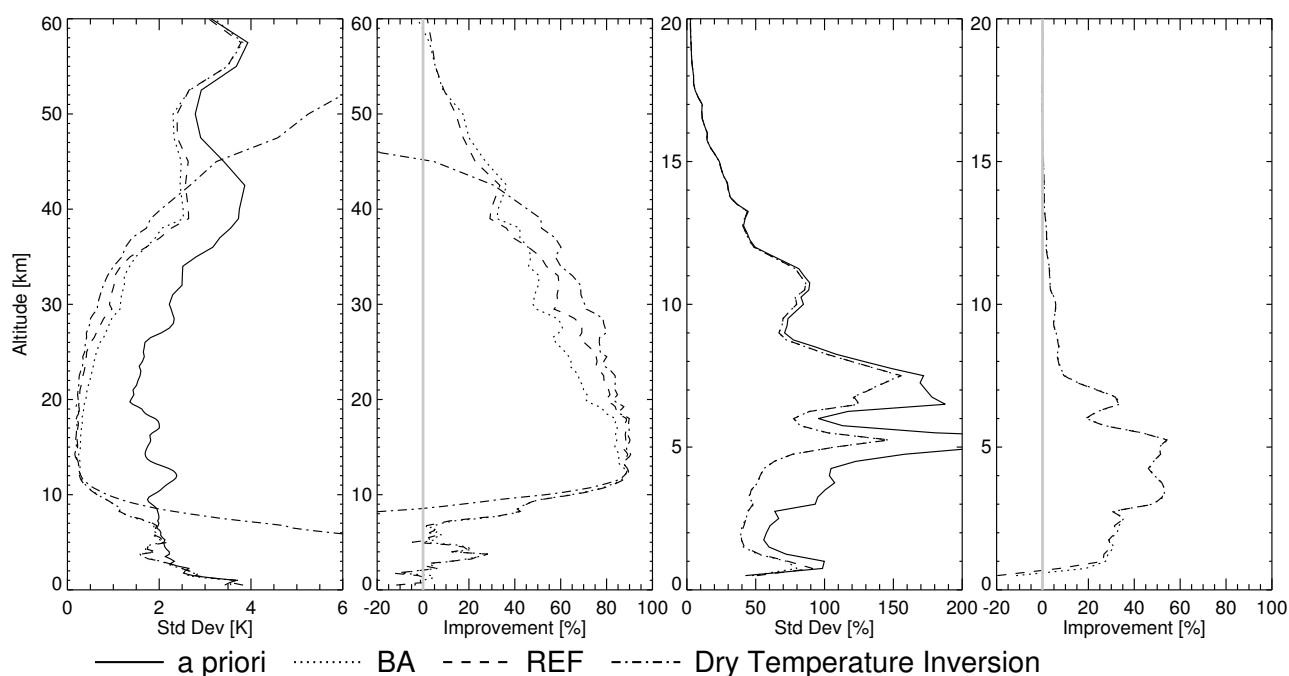 60 60 20 20
50 50
15 15
40 40
Altitude [km]
30 30 10 10
20 20
5 5
10 10
0 0 0 0
0 2 4 6 -20 0 20 40 60 80 100 0 50 100 150 200 -20 0 20 40 60 80 100
Std Dev [K] Improvement [%] Std Dev [%] Improvement [%]
a priori BA REF Dry Temperature Inversion